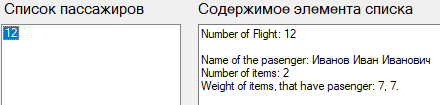 Список пассажиров
Содержимое элемента списка
12
Number of Flight: 12
Name of the pasenger: Иванов Иван Иванович
Number of items: 2
Weight of items, that have pasenger: 7, 7.